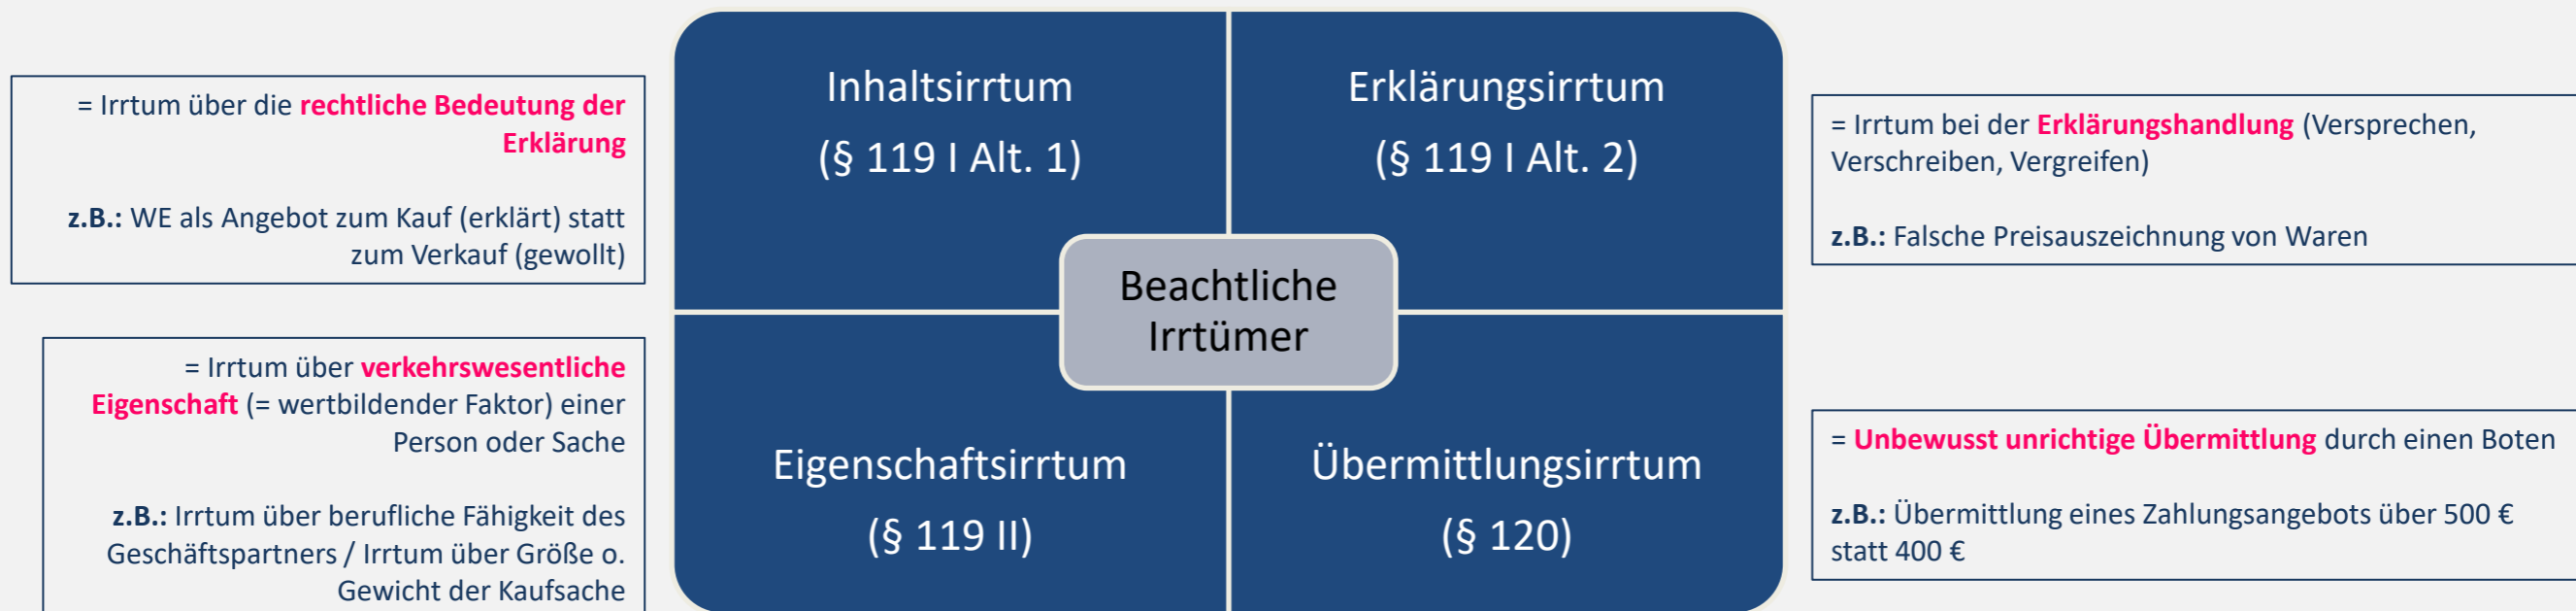 = Irrtum über die rechtliche Bedeutung der
Erklärung
z.B.: WE als Angebot zum Kauf (erklärt) statt
zum Verkauf (gewollt)
Inhaltsirrtum
(§ 119 I Alt. 1)
Erklärungsirrtum
(§ 119 I Alt. 2)
= Irrtum bei der Erklärungshandlung (Versprechen,
Verschreiben, Vergreifen)
z.B.: Falsche Preisauszeichnung von Waren
Beachtliche
Irrtümer
= Irrtum über verkehrswesentliche
Eigenschaft (= wertbildender Faktor) einer
Person oder Sache
z.B.: Irrtum über berufliche Fähigkeit des
Geschäftspartners / Irrtum über Größe o.
Gewicht der Kaufsache
Eigenschaftsirrtum
(§ 119 II)
Übermittlungsirrtum
(§ 120)
= Unbewusst unrichtige Übermittlung durch einen Boten
z.B.: Übermittlung eines Zahlungsangebots über 500 €
statt 400 €